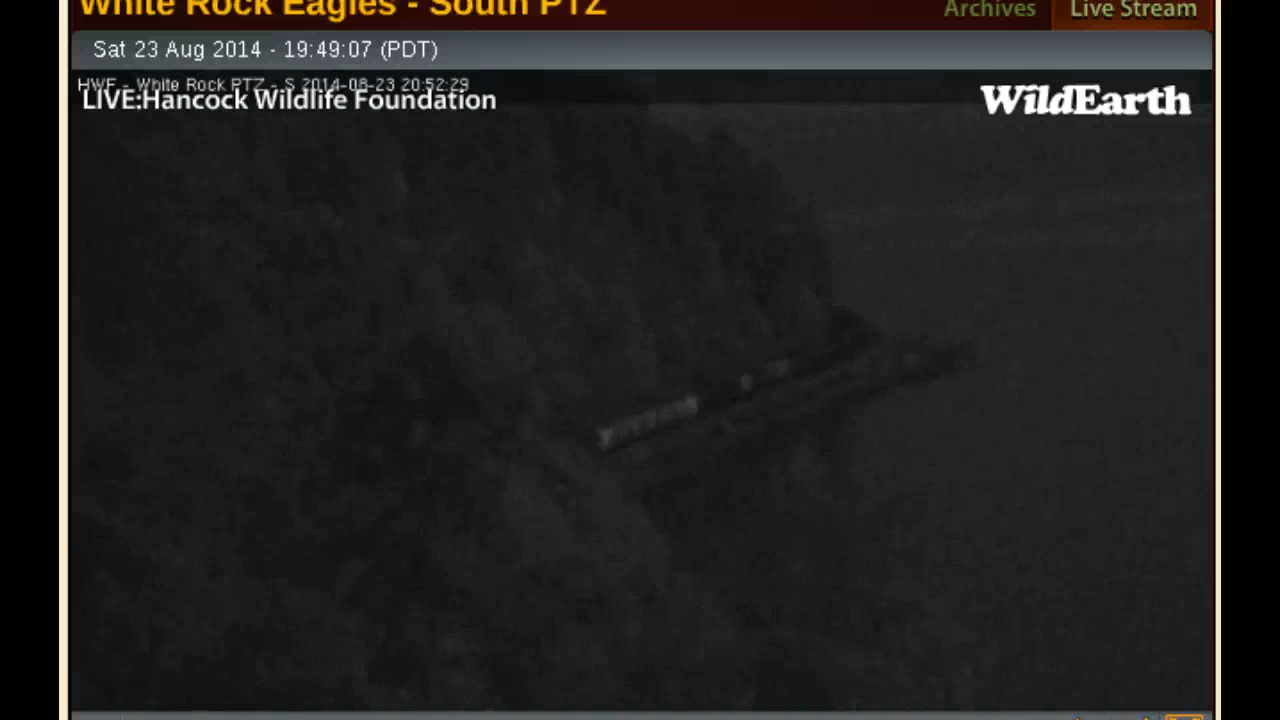 White Rock Eagles - South PTZ
Archives
Live Stream
Sat 23 Aug 2014 - 19:49:07 (PDT)
HWF - White Rock PTZ - S 2014-08-23 20:52:29
LIVE:Hancock Wildlife Foundation
WildEarth